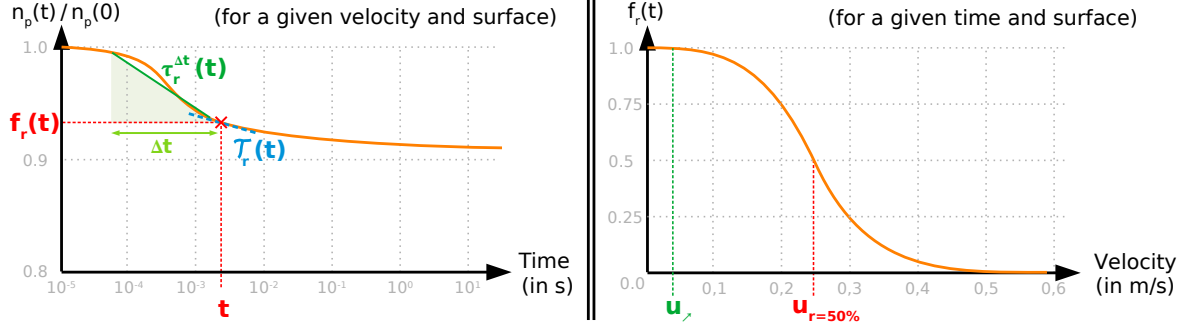 n_p(t) / n_p(0)
(for a given velocity and surface)
1.0
τ_r^Δt(t)
f_r(t)
Δt
τ_r(t)
0.9
0.8
Time
(in s)
10^-5
10^-4
10^-3
10^-2
10^-1
10^0
10^1
t
f_r(t)
(for a given time and surface)
1.0
0.75
0.5
0.25
0.0
Velocity
(in m/s)
0,1
0,2
0,3
0,4
0,5
0,6
u_↗
u_r=50%